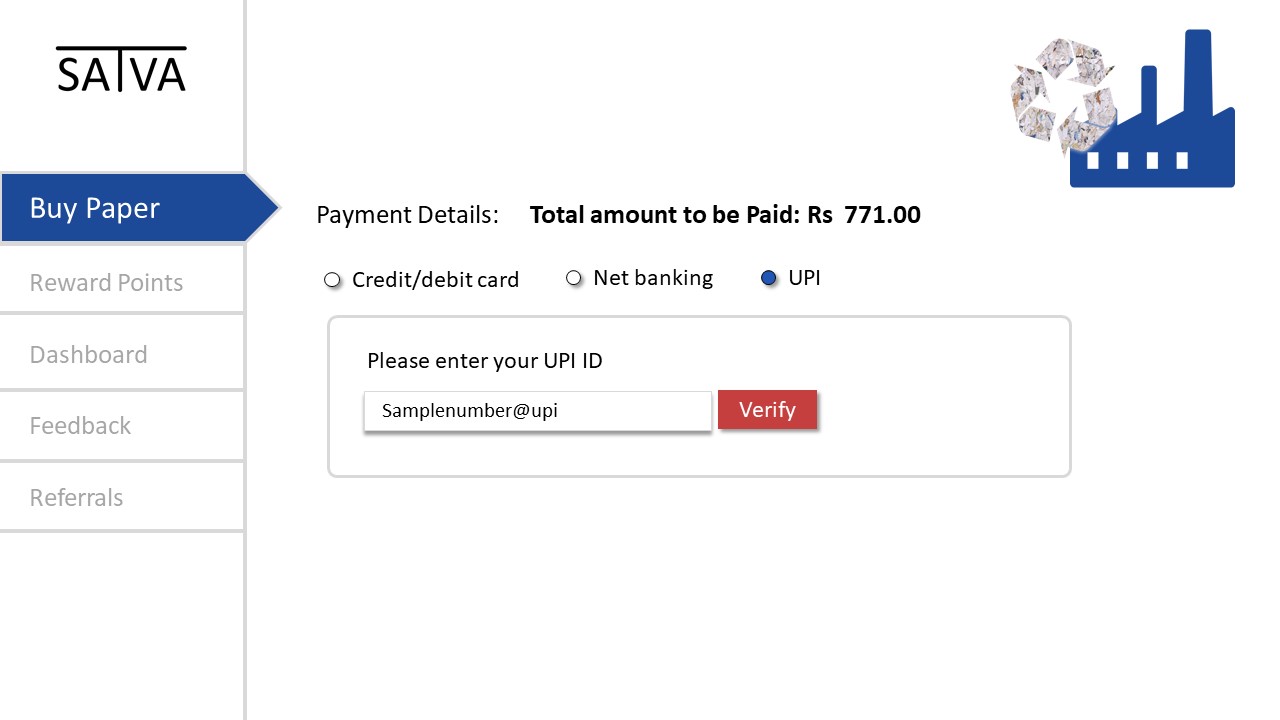 SATVA
Buy Paper
Reward Points
Dashboard
Feedback
Referrals
Payment Details: Total amount to be Paid: Rs 771.00
Credit/debit card Net banking UPI
Please enter your UPI ID
Samplenumber@upi Verify